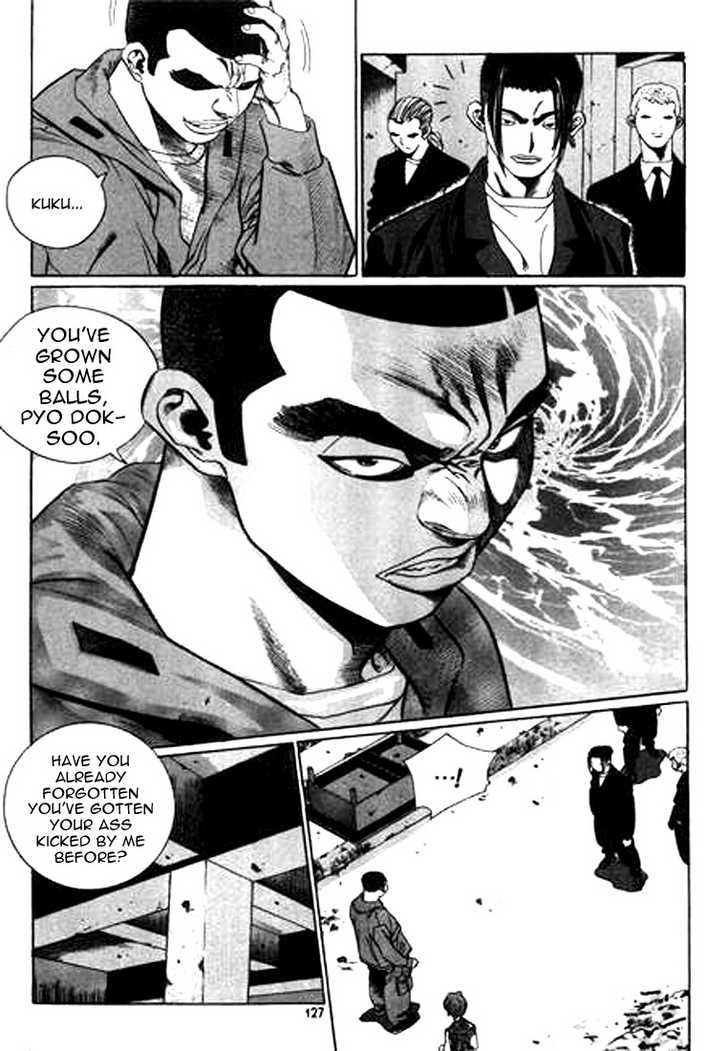 KUKU...
YOU'VE
GROWN
SOME
BALLS,
PYO DOK-
SOO.
HAVE YOU
ALREADY
FORGOTTEN
YOU'VE GOTTEN
YOUR ASS
KICKED BY ME
BEFORE?
...!
127